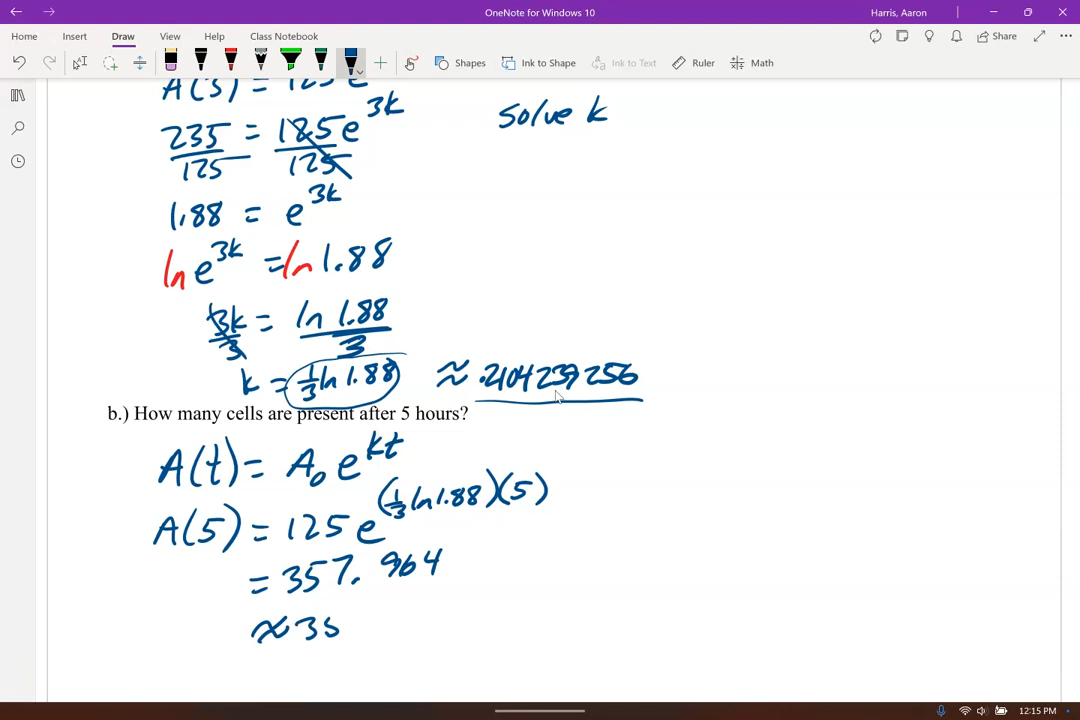 OneNote for Windows 10
Harris, Aaron
Home Insert Draw View Help Class Notebook
Share
Shapes Ink to Shape Ink to Text Ruler Math
A(3) = 125e
235 = 125e^3k solve k
125 125
1.88 = e^3k
ln e^3k = ln 1.88
3k = ln 1.88
3 3
k = 1/3 ln 1.88 ≈ .2104239256
b.) How many cells are present after 5 hours?
A(t) = A₀ e^kt
A(5) = 125 e^(1/3 ln 1.88)(5)
= 357.964
≈ 35
12:15 PM